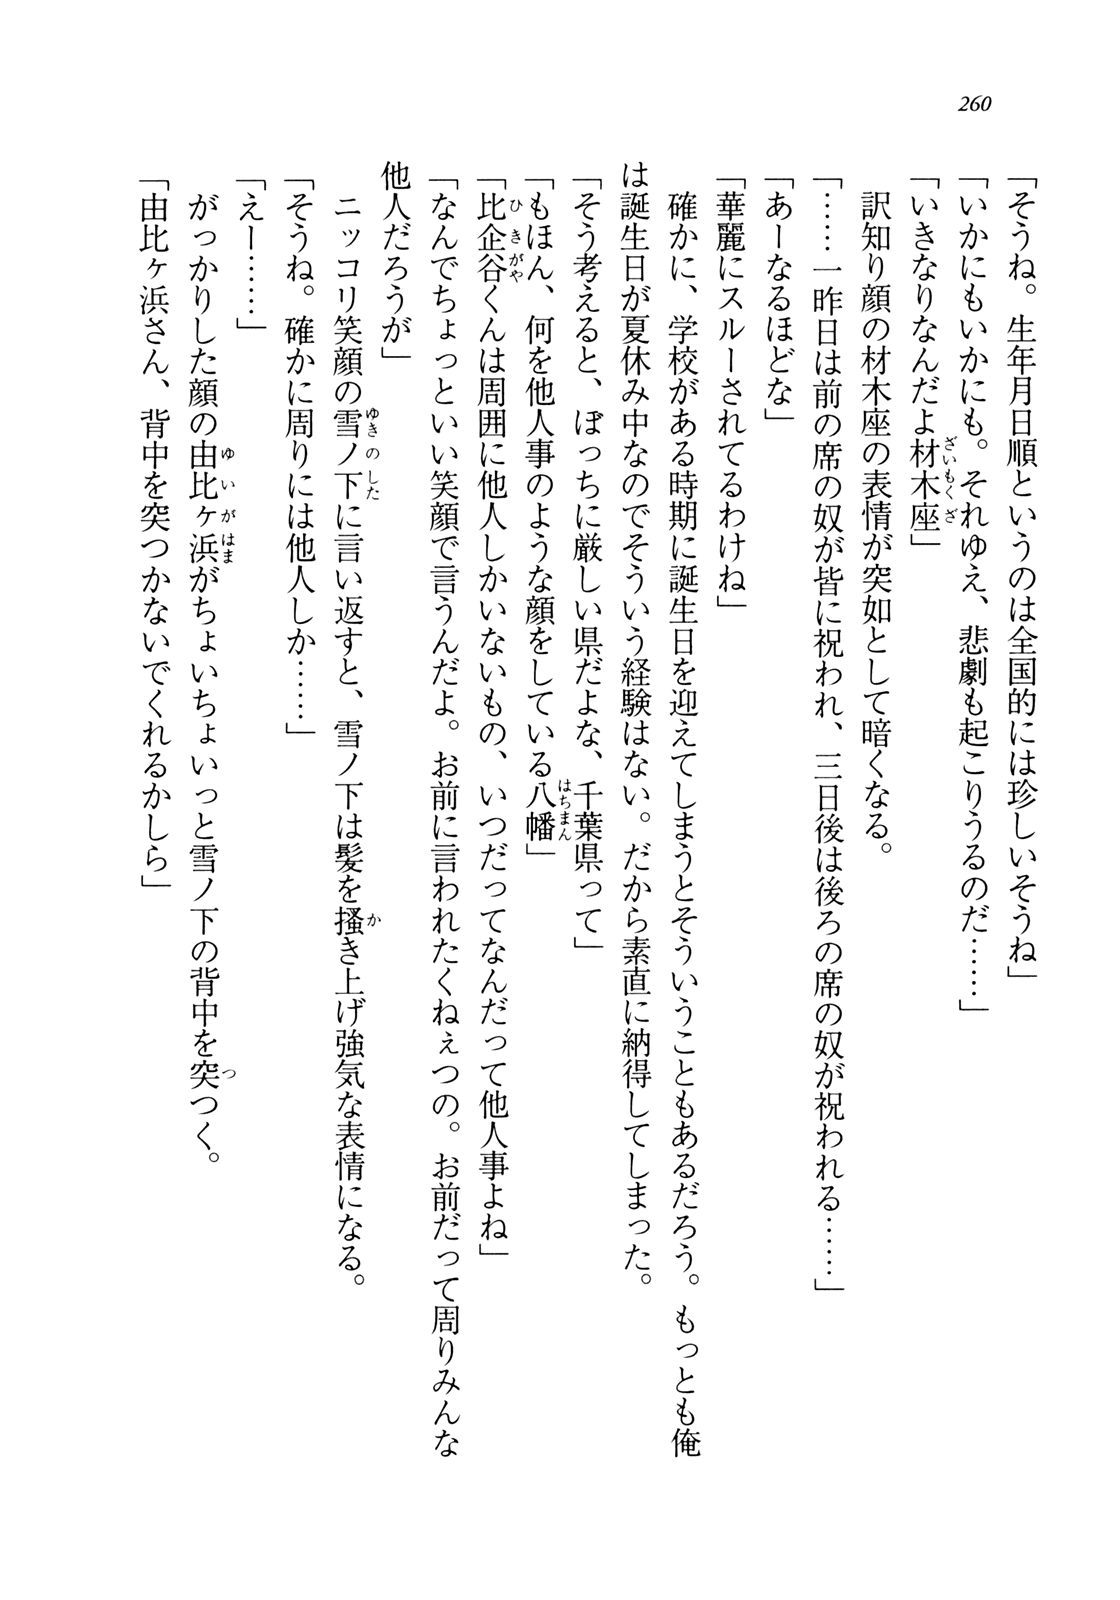 260
「そうね。生年月日順というのは全国的には珍しいそうね」
「いかにもいかにも。それゆえ、悲劇も起こりうるのだ……」
「いきなりなんだよ材木座」
訳知り顔の材木座の表情が突如として暗くなる。
「……一昨日は前の席の奴が皆に祝われ、三日後は後ろの席の奴が祝われる……」
「あーなるほどな」
「華麗にスルーされてるわけね」
確かに、学校がある時期に誕生日を迎えてしまうとそういうこともあるだろう。もっとも俺
は誕生日が夏休み中なのでそういう経験はない。だから素直に納得してしまった。
「そう考えると、ぼっちに厳しい県だよな、千葉県って」
「もほん、何を他人事のような顔をしている八幡」
「比企谷くんは周囲に他人しかいないもの、いつだってなんだって他人事よね」
「なんでちょっといい笑顔で言うんだよ。お前に言われたくねぇつの。お前だって周りみんな
他人だろうが」
ニッコリ笑顔の雪ノ下に言い返すと、雪ノ下は髪を掻き上げ強気な表情になる。
「そうね。確かに周りには他人しか……」
「えー……」
がっかりした顔の由比ヶ浜がちょいちょいっと雪ノ下の背中を突つく。
「由比ヶ浜さん、背中を突つかないでくれるかしら」